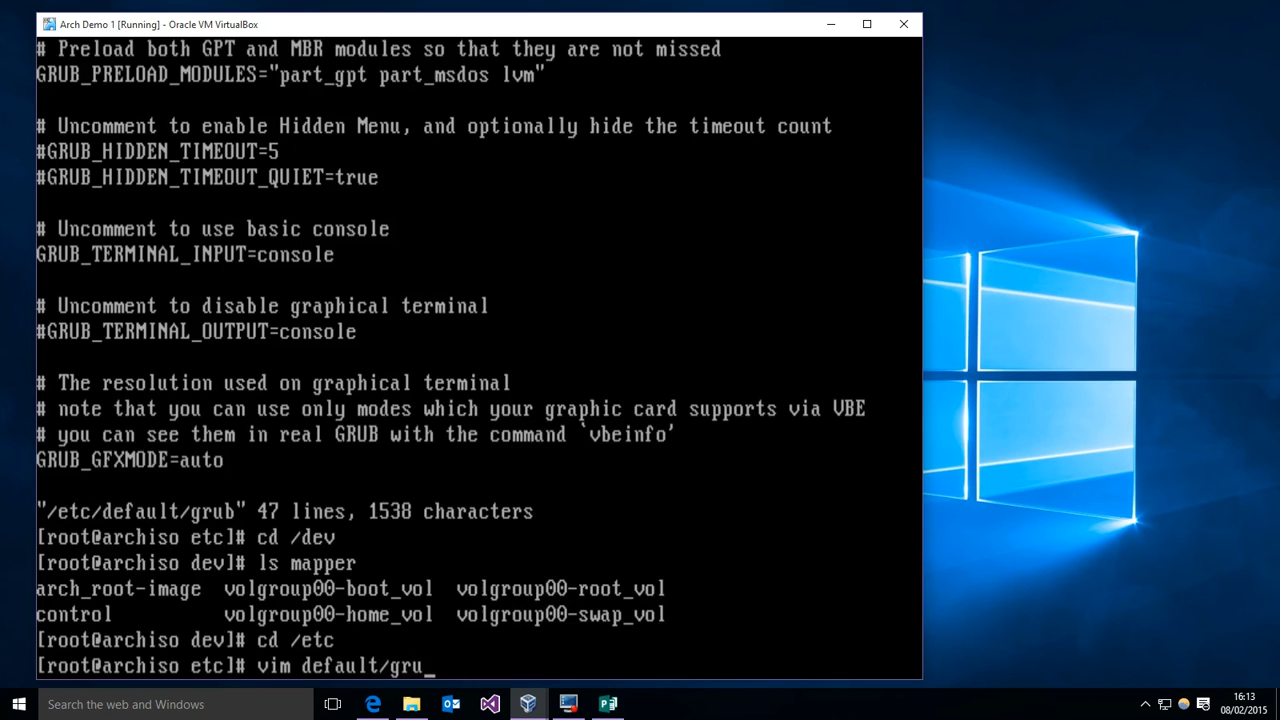 Arch Demo 1 [Running] - Oracle VM VirtualBox
# Preload both GPT and MBR modules so that they are not missed
GRUB_PRELOAD_MODULES="part_gpt part_msdos lvm"
# Uncomment to enable Hidden Menu, and optionally hide the timeout count
#GRUB_HIDDEN_TIMEOUT=5
#GRUB_HIDDEN_TIMEOUT_QUIET=true
# Uncomment to use basic console
GRUB_TERMINAL_INPUT=console
# Uncomment to disable graphical terminal
#GRUB_TERMINAL_OUTPUT=console
# The resolution used on graphical terminal
# note that you can use only modes which your graphic card supports via VBE
# you can see them in real GRUB with the command `vbeinfo'
GRUB_GFXMODE=auto
"/etc/default/grub" 47 lines, 1538 characters
[root@archiso etc]# cd /dev
[root@archiso dev]# ls mapper
arch_root-image  volgroup00-boot_vol  volgroup00-root_vol
control          volgroup00-home_vol  volgroup00-swap_vol
[root@archiso dev]# cd /etc
[root@archiso etc]# vim default/gru_
Search the web and Windows
16:13
08/02/2015